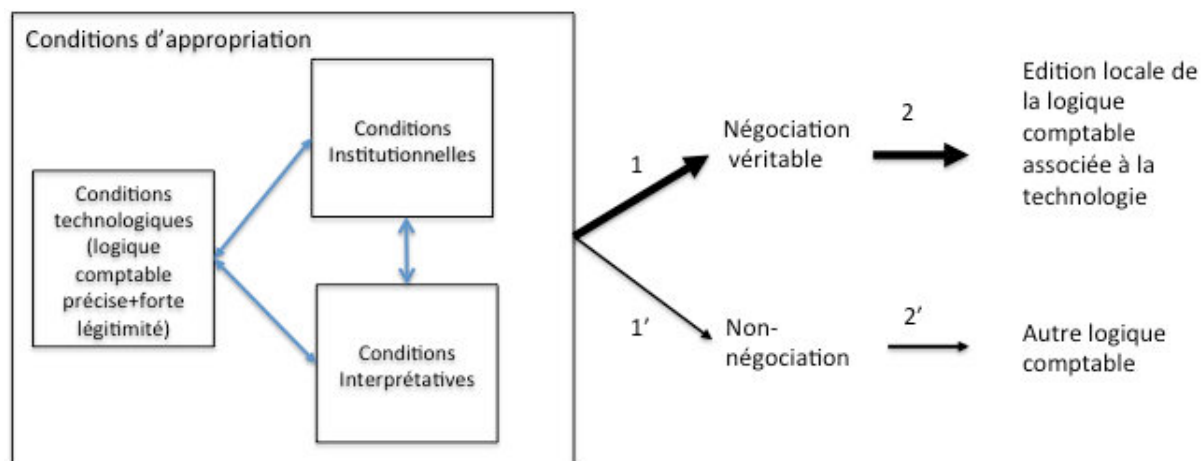 Conditions d'appropriation
Conditions
Institutionnelles
Conditions
technologiques
(logique
comptable
précise+forte
légitimité)
Conditions
Interprétatives
1
Négociation
véritable
2
Edition locale de
la logique
comptable
associée à la
technologie
1'
Non-
négociation
2'
Autre logique
comptable